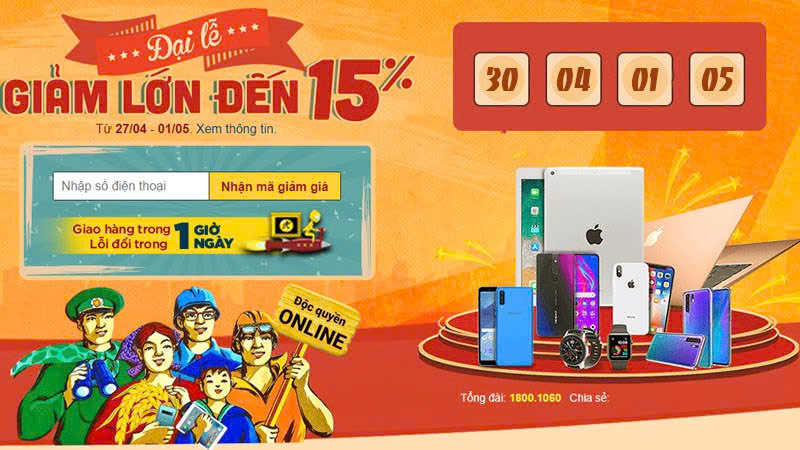 Đại lễ
GIẢM LỚN ĐẾN 15%
Từ 27/04 - 01/05. Xem thông tin.
30 04 01 05
Nhập số điện thoại
Nhận mã giảm giá
Giao hàng trong 1 GIỜ
Lỗi đổi trong 1 NGÀY
Độc quyền
ONLINE
Tổng đài: 1800.1060 Chia sẻ: